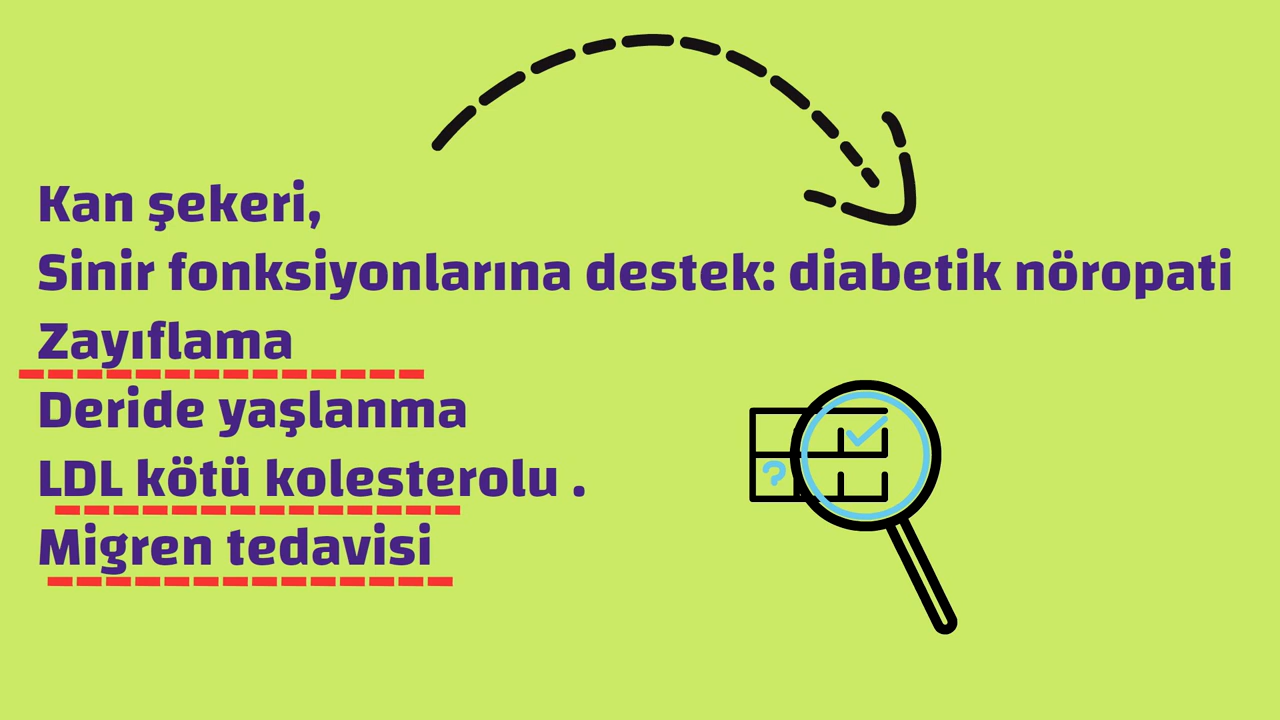 Kan şekeri,
Sinir fonksiyonlarına destek: diabetik nöropati
Zayıflama
Deride yaşlanma
LDL kötü kolesterolu .
Migren tedavisi
?